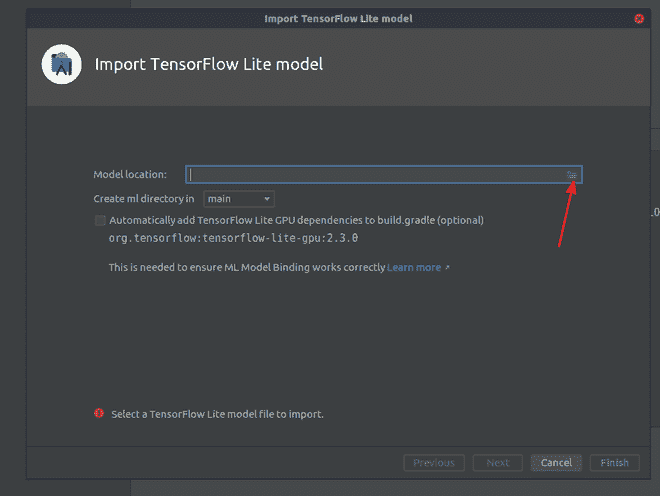 Import TensorFlow Lite model
Import TensorFlow Lite model
Model location:
Create ml directory in main
Automatically add TensorFlow Lite GPU dependencies to build.gradle (optional)
org.tensorflow:tensorflow-lite-gpu:2.3.0
This is needed to ensure ML Model Binding works correctly Learn more
Select a TensorFlow Lite model file to import.
Previous Next Cancel Finish